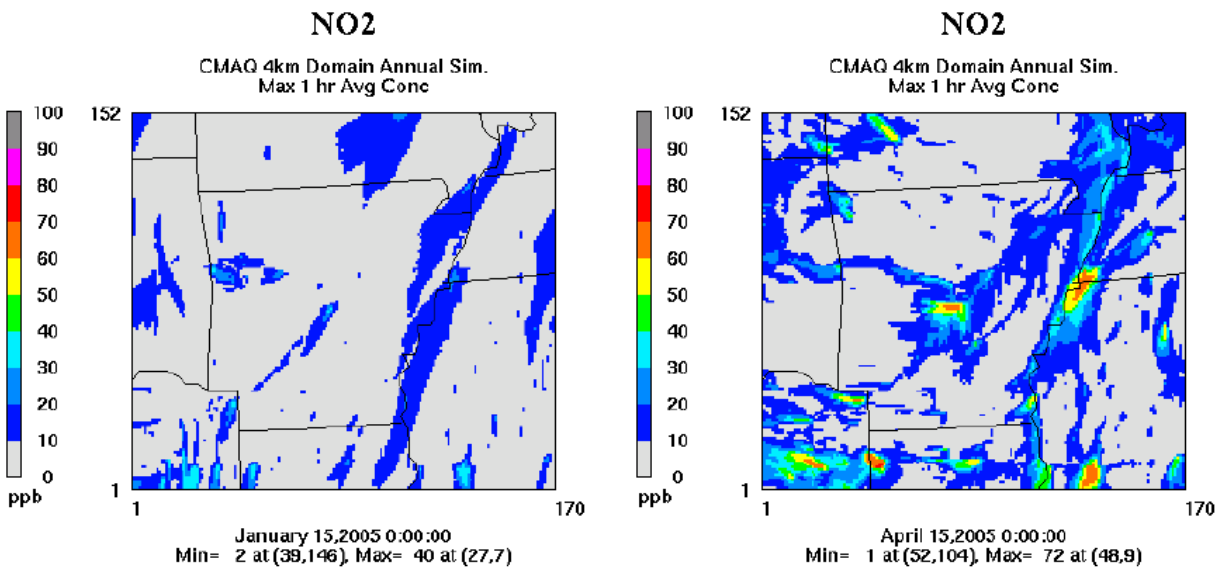 NO2
CMAQ 4km Domain Annual Sim.
Max 1 hr Avg Conc
100
90
80
70
60
50
40
30
20
10
0
ppb
152
1
1
170
January 15,2005 0:00:00
Min= 2 at (39,146), Max= 40 at (27,7)
NO2
CMAQ 4km Domain Annual Sim.
Max 1 hr Avg Conc
100
90
80
70
60
50
40
30
20
10
0
ppb
152
1
1
170
April 15,2005 0:00:00
Min= 1 at (52,104), Max= 72 at (48,9)